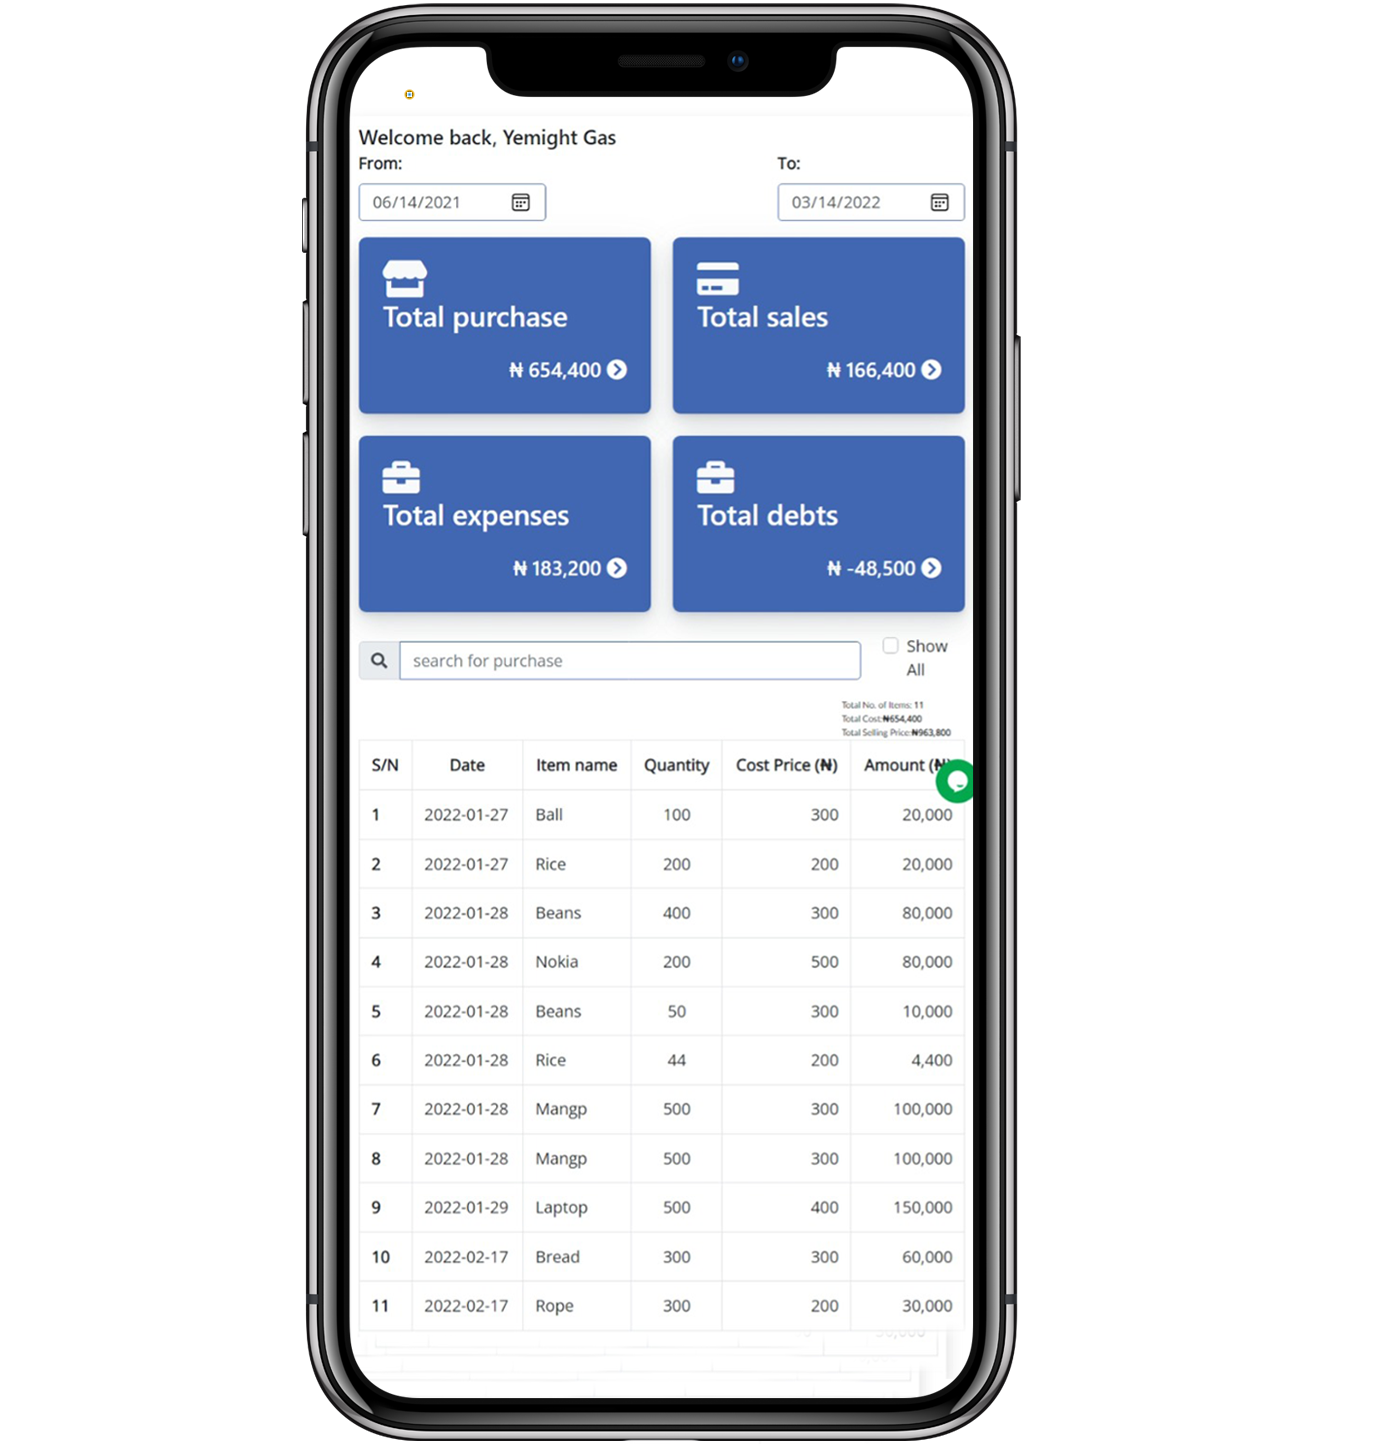 Welcome back, Yemight Gas
From: To:
06/14/2021 03/14/2022
Total purchase
₦ 654,400
Total sales
₦ 166,400
Total expenses
₦ 183,200
Total debts
₦ -48,500
search for purchase
Show
All
Total No. of Items: 11
Total Cost:₦654,400
Total Selling Price:₦963,800
S/N Date Item name Quantity Cost Price (₦) Amount (₦)
1 2022-01-27 Ball 100 300 20,000
2 2022-01-27 Rice 200 200 20,000
3 2022-01-28 Beans 400 300 80,000
4 2022-01-28 Nokia 200 500 80,000
5 2022-01-28 Beans 50 300 10,000
6 2022-01-28 Rice 44 200 4,400
7 2022-01-28 Mangp 500 300 100,000
8 2022-01-28 Mangp 500 300 100,000
9 2022-01-29 Laptop 500 400 150,000
10 2022-02-17 Bread 300 300 60,000
11 2022-02-17 Rope 300 200 30,000